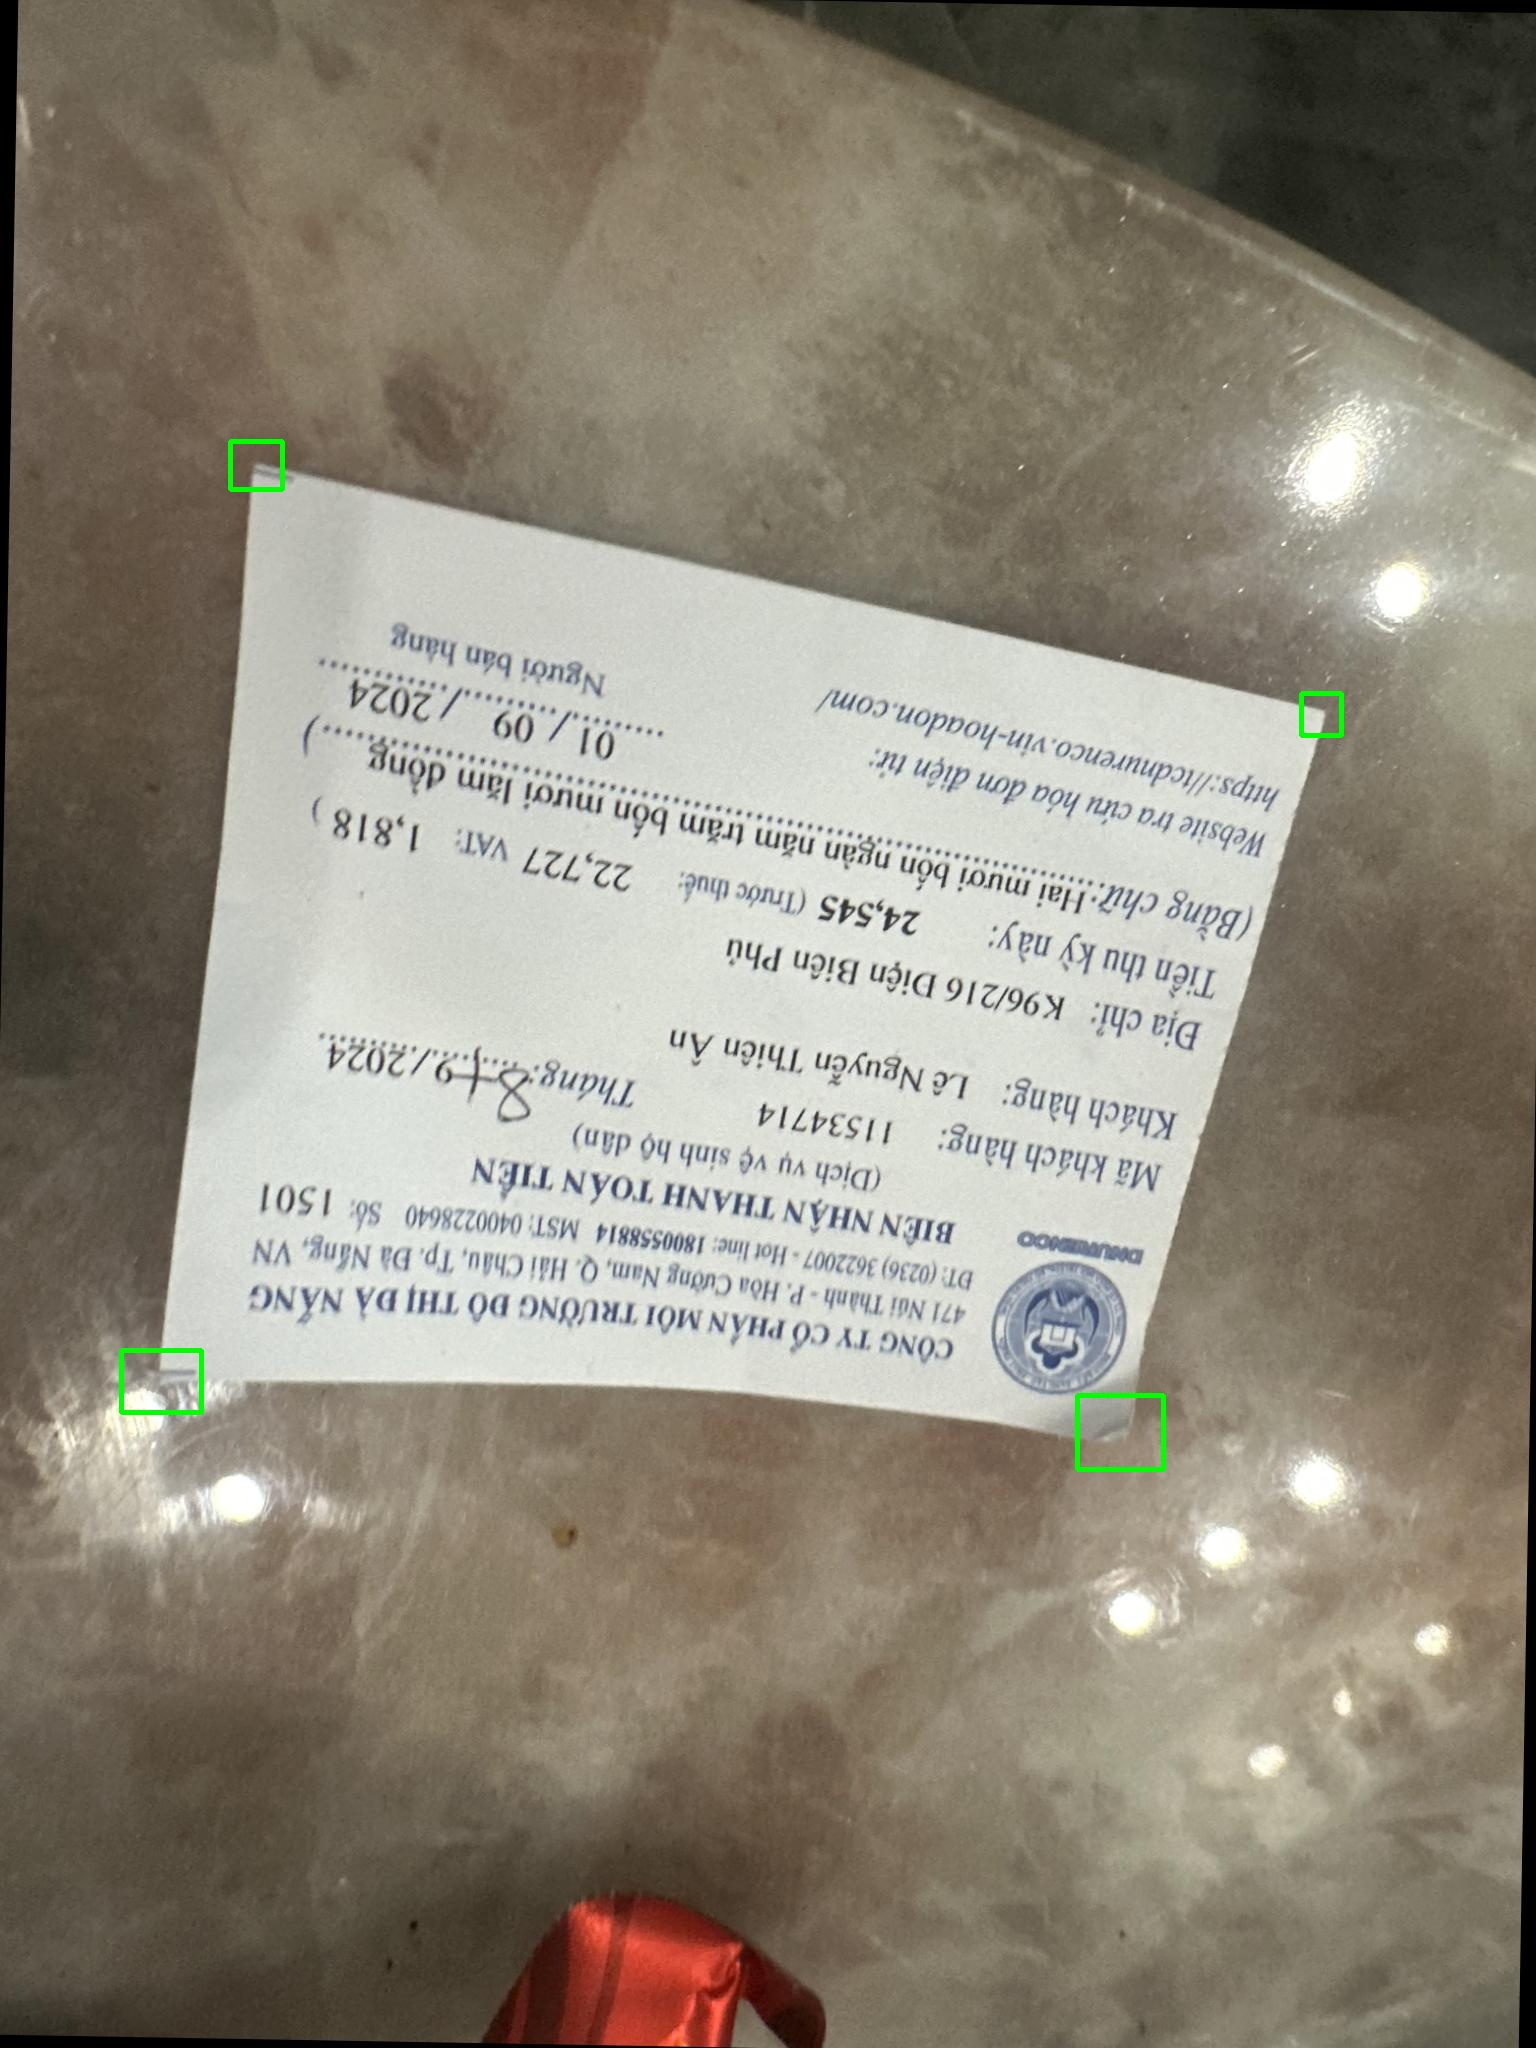 CÔNG TY CỔ PHẦN MÔI TRƯỜNG ĐÔ THỊ ĐÀ NẴNG
471 Núi Thành - P. Hòa Cường Nam, Q. Hải Châu, Tp. Đà Nẵng, VN
ĐT: (0236) 3622007 - Hot line: 1800558814 MST: 0400228640 Số: 1501
DNURENCO
BIÊN NHẬN THANH TOÁN TIỀN
(Dịch vụ vệ sinh hộ dân)
Tháng: 8+9 / 2024
Mã khách hàng: 11534714
Khách hàng: Lê Nguyễn Thiên Ân
Địa chỉ: K96/216 Điện Biên Phủ
Tiền thu kỳ này: 24,545 (Trước thuế: 22,727 VAT: 1,818 )
(Bằng chữ: Hai mươi bốn ngàn năm trăm bốn mươi lăm đồng )
Website tra cứu hóa đơn điện tử:
https://tcdnurenco.vin-hoadon.com/
01 / 09 / 2024
Người bán hàng